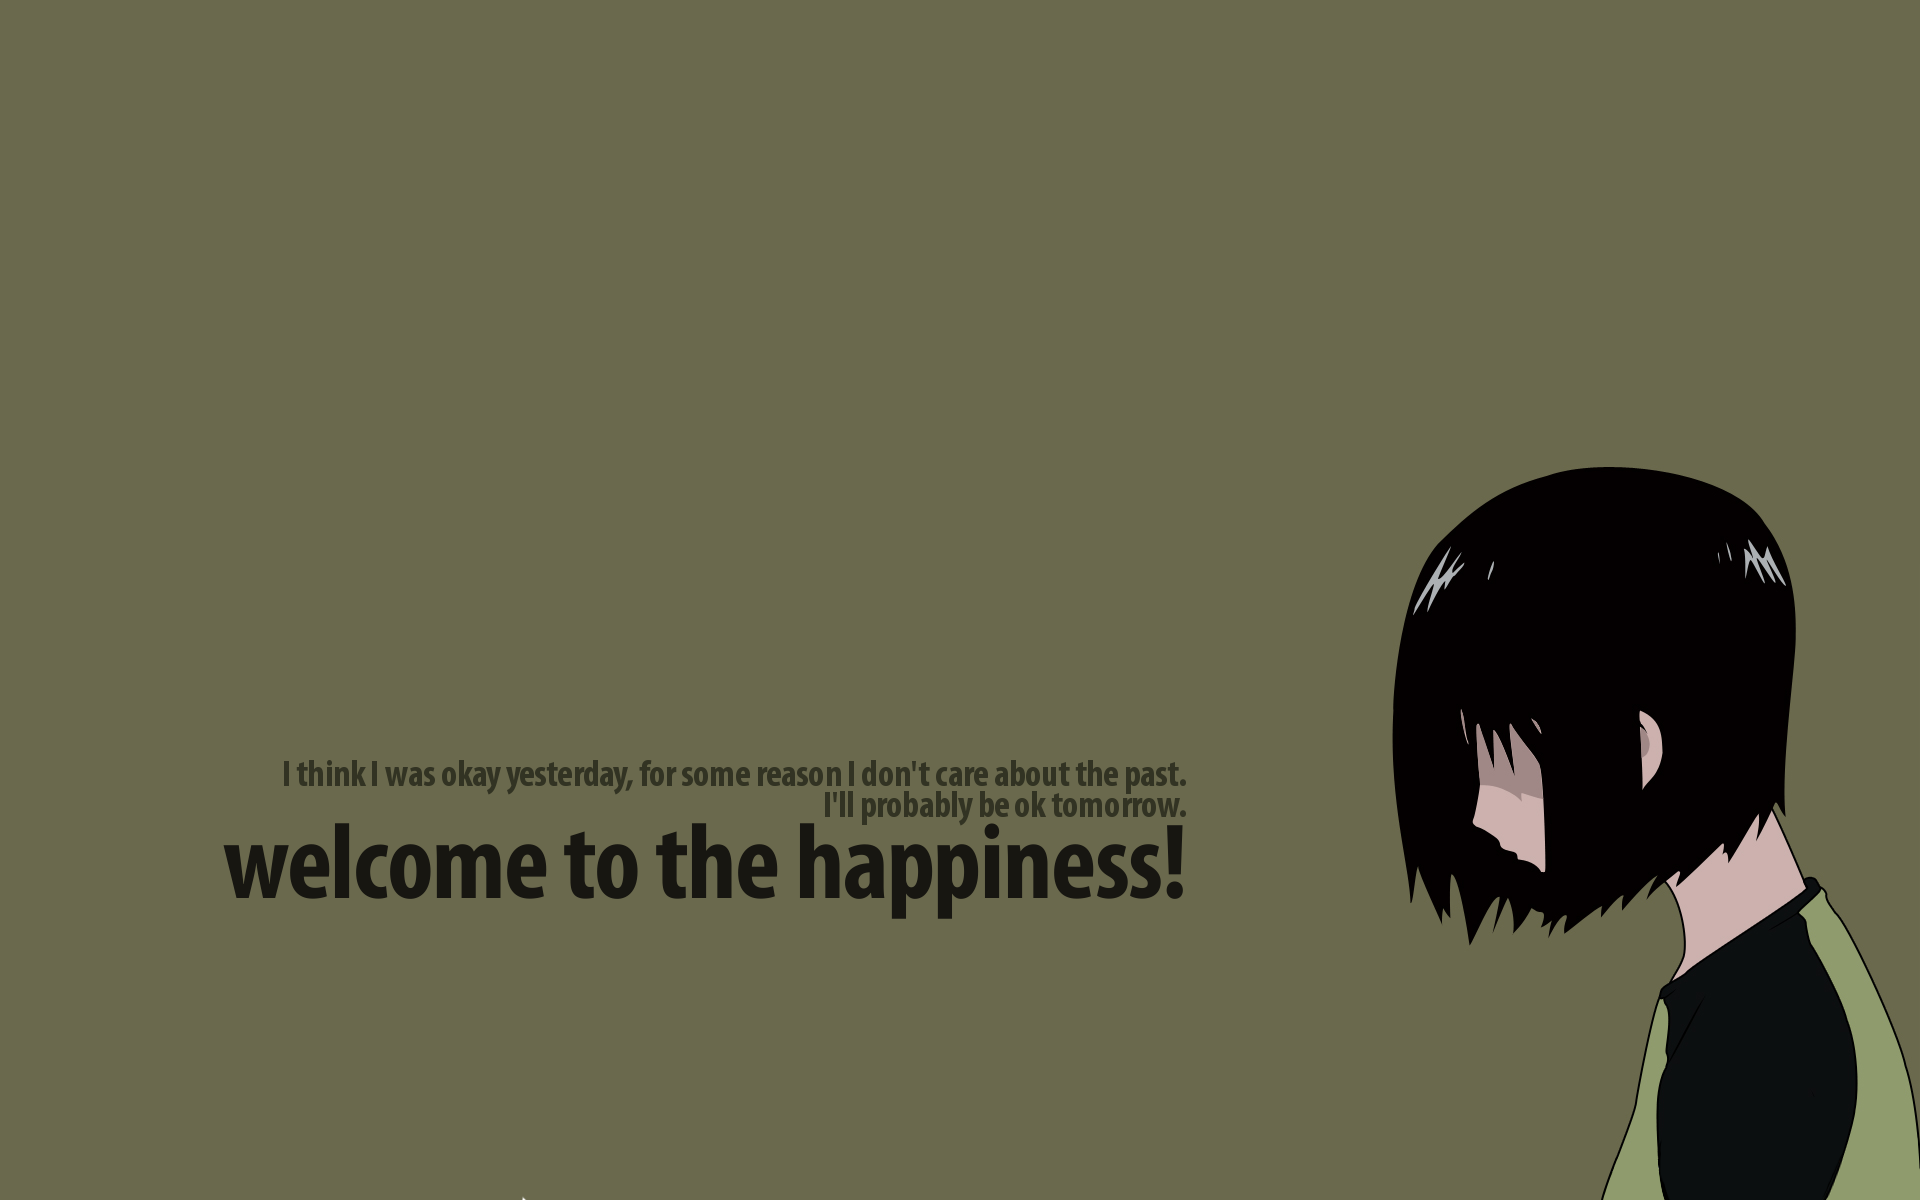 I think I was okay yesterday, for some reason I don't care about the past.
I'll probably be ok tomorrow.
welcome to the happiness!